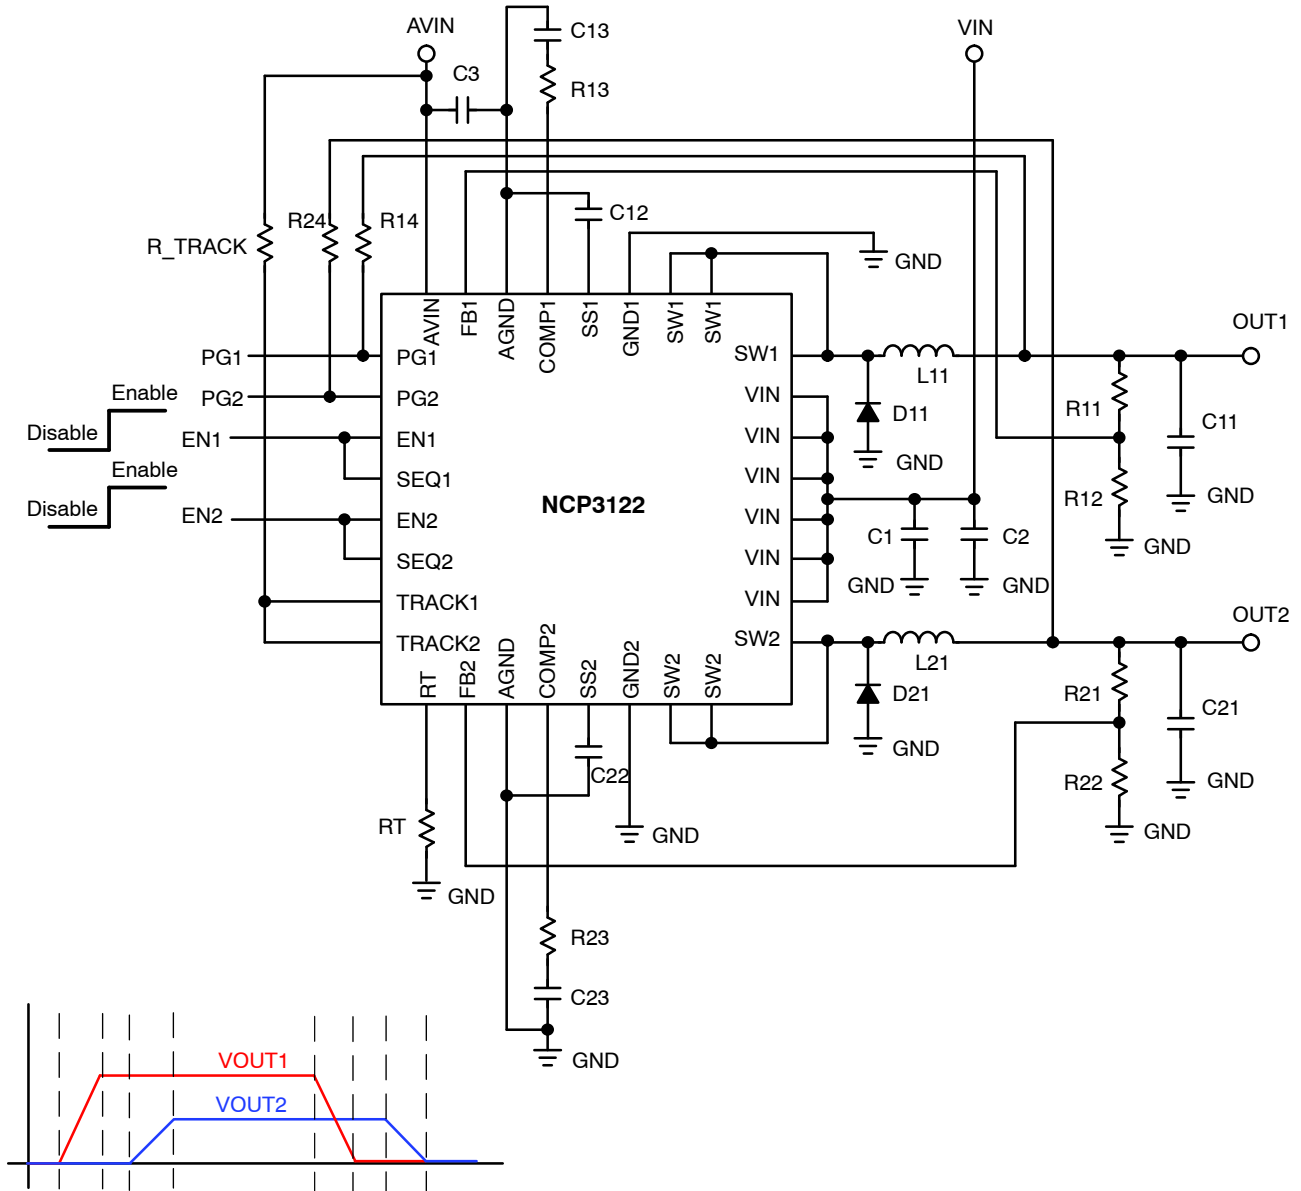 AVIN
C13
VIN
C3
R13
R24
R14
C12
R_TRACK
GND
AVIN
FB1
AGND
COMP1
SS1
GND1
SW1
SW1
OUT1
PG1
PG1
SW1
L11
Enable
PG2
PG2
VIN
D11
R11
C11
Disable
EN1
EN1
VIN
GND
Enable
SEQ1
VIN
R12
GND
Disable
EN2
EN2
NCP3122
VIN
C1
C2
GND
SEQ2
VIN
GND
GND
TRACK1
VIN
OUT2
TRACK2
SW2
L21
RT
FB2
AGND
COMP2
SS2
GND2
SW2
SW2
D21
R21
C21
GND
C22
R22
GND
RT
GND
GND
GND
R23
C23
GND
VOUT1
VOUT2